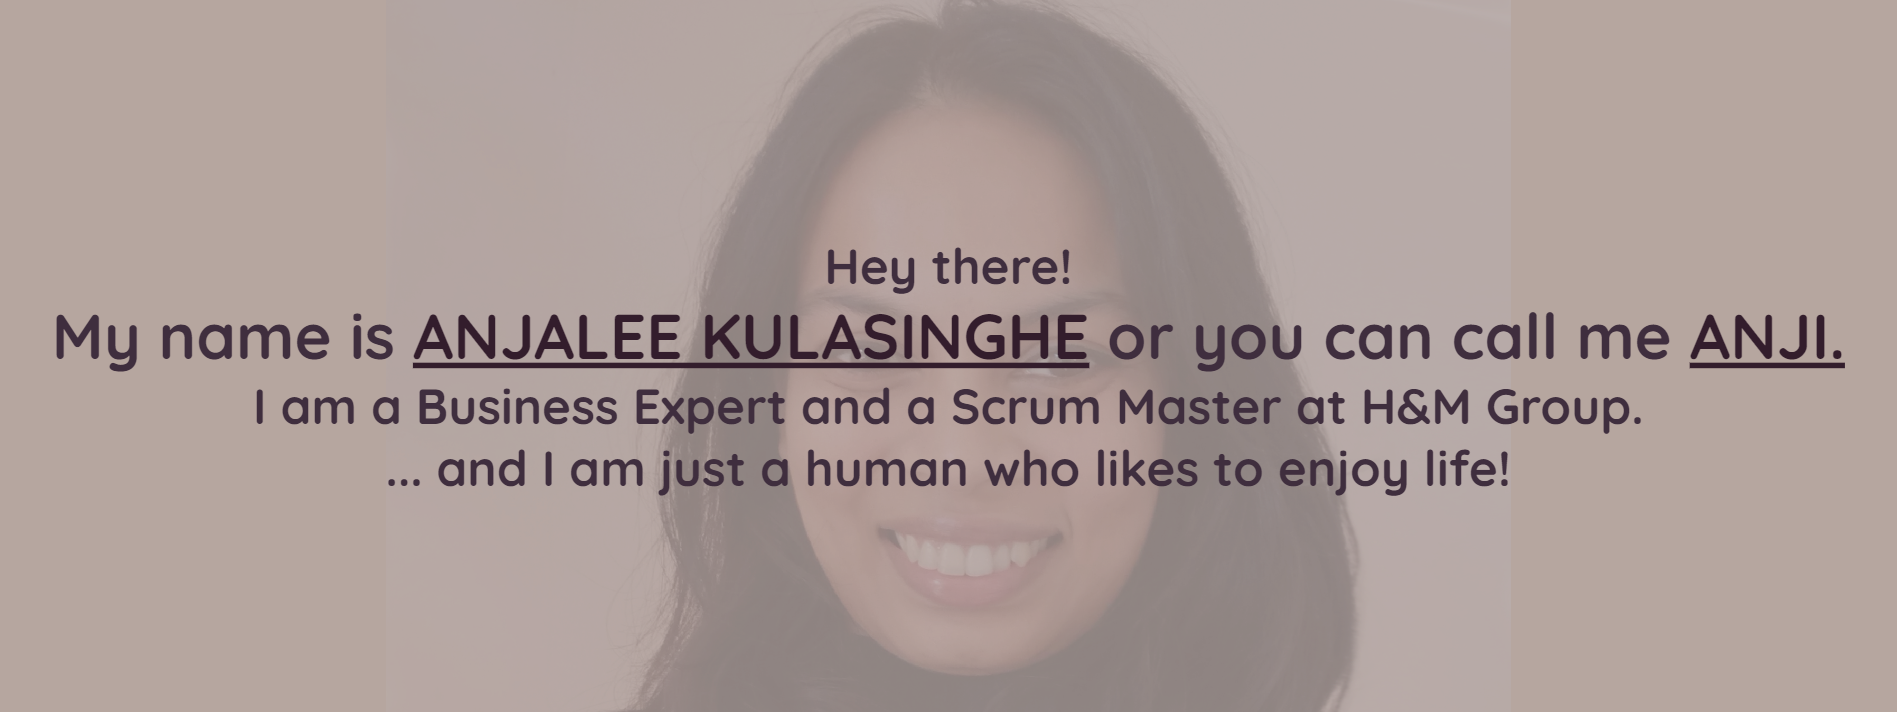 Hey there!
My name is ANJALEE KULASINGHE or you can call me ANJI.
I am a Business Expert and a Scrum Master at H&M Group.
... and I am just a human who likes to enjoy life!